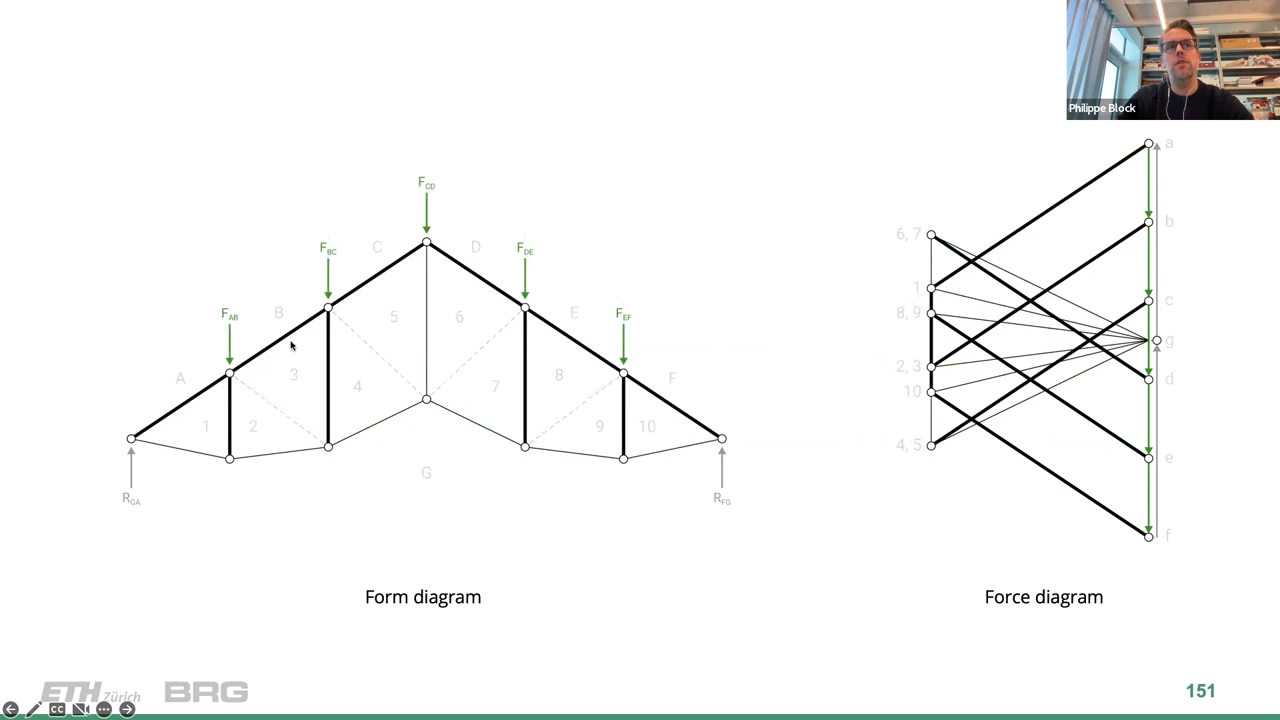 Philippe Block
F_CD
F_BC
C
D
F_DE
F_AB
B
5
6
E
F_EF
A
3
4
7
8
F
1
2
9
10
G
R_GA
R_FG
Form diagram
a
b
6, 7
1
c
8, 9
g
2, 3
d
10
4, 5
e
f
Force diagram
ETH Zürich
BRG
CC
151